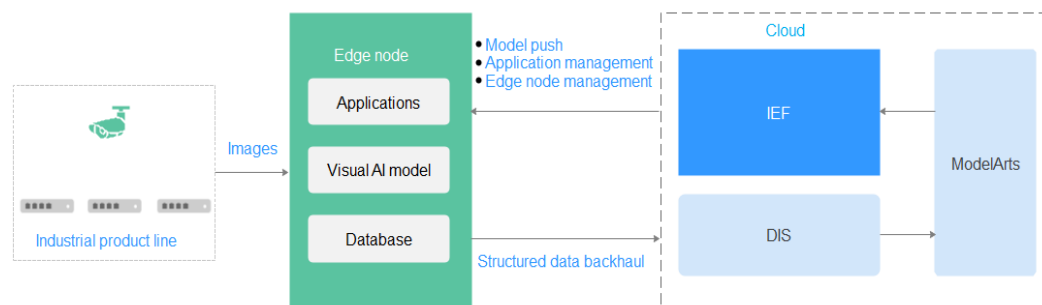 Industrial product line
Images
Edge node
Applications
Visual AI model
Database
• Model push
• Application management
• Edge node management
Structured data backhaul
Cloud
IEF
DIS
ModelArts